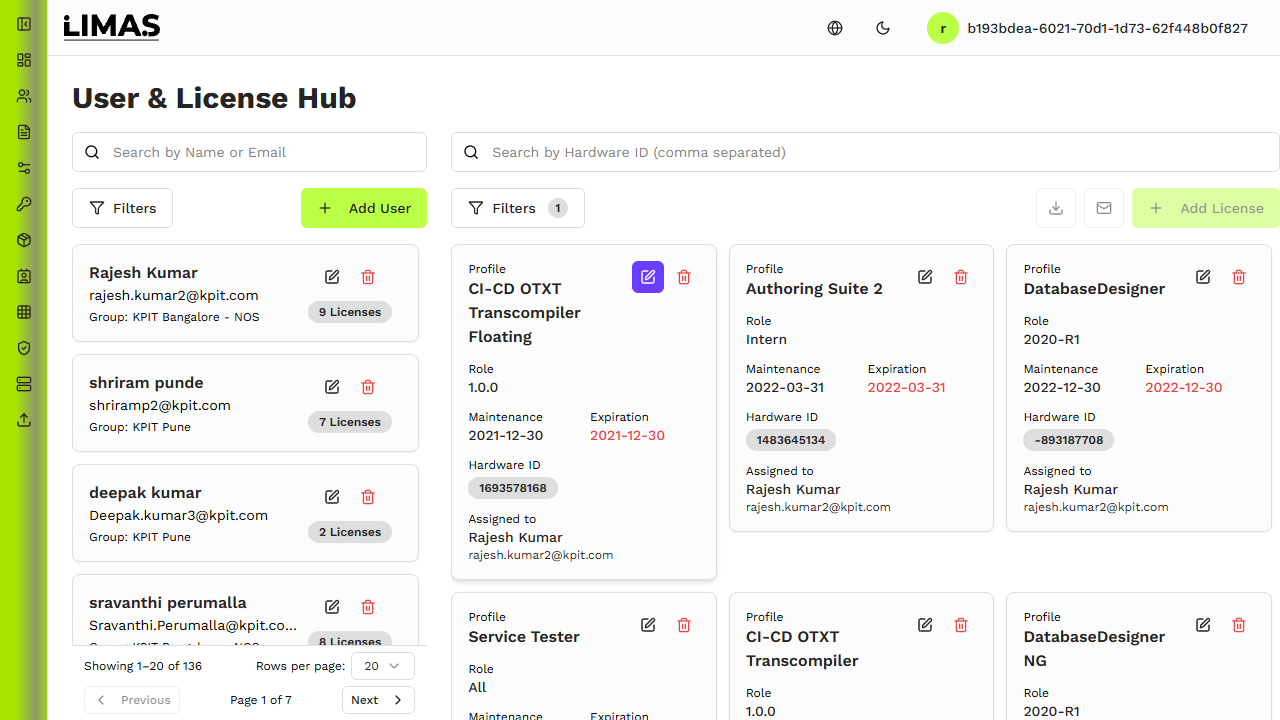 LIMAS
r
b193bdea-6021-70d1-1d73-62f448b0f827
User & License Hub
Search by Name or Email
Search by Hardware ID (comma separated)
Filters
Add User
Filters 1
Add License
Rajesh Kumar
rajesh.kumar2@kpit.com
Group: KPIT Bangalore - NOS
9 Licenses
shriram punde
shriramp2@kpit.com
Group: KPIT Pune
7 Licenses
deepak kumar
Deepak.kumar3@kpit.com
Group: KPIT Pune
2 Licenses
sravanthi perumalla
Sravanthi.Perumalla@kpit.co...
8 Licenses
Showing 1–20 of 136
Rows per page: 20
Previous
Page 1 of 7
Next
Profile
CI-CD OTXT
Transcompiler
Floating
Role
1.0.0
Maintenance Expiration
2021-12-30 2021-12-30
Hardware ID
1693578168
Assigned to
Rajesh Kumar
rajesh.kumar2@kpit.com
Profile
Authoring Suite 2
Role
Intern
Maintenance Expiration
2022-03-31 2022-03-31
Hardware ID
1483645134
Assigned to
Rajesh Kumar
rajesh.kumar2@kpit.com
Profile
DatabaseDesigner
Role
2020-R1
Maintenance Expiration
2022-12-30 2022-12-30
Hardware ID
-893187708
Assigned to
Rajesh Kumar
rajesh.kumar2@kpit.com
Profile
Service Tester
Role
All
Maintenance Expiration
Profile
CI-CD OTXT
Transcompiler
Role
1.0.0
Profile
DatabaseDesigner
NG
Role
2020-R1